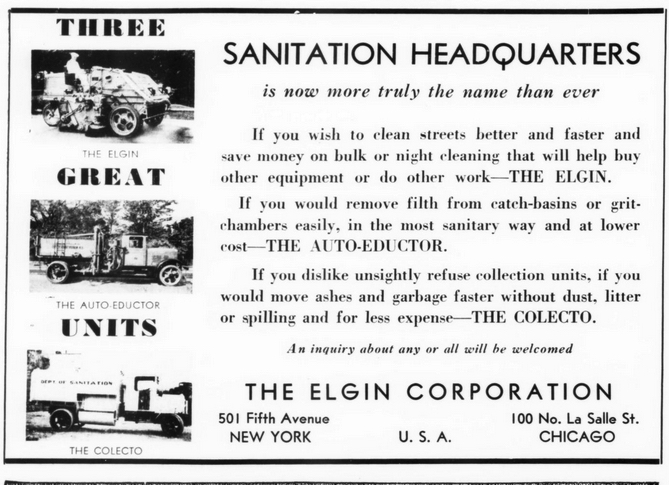 THREE
THE ELGIN
GREAT
THE AUTO-EDUCTOR
UNITS
DEPT. OF SANITATION
THE COLECTO
SANITATION HEADQUARTERS
is now more truly the name than ever
If you wish to clean streets better and faster and
save money on bulk or night cleaning that will help buy
other equipment or do other work—THE ELGIN.
If you would remove filth from catch-basins or grit-
chambers easily, in the most sanitary way and at lower
cost—THE AUTO-EDUCTOR.
If you dislike unsightly refuse collection units, if you
would move ashes and garbage faster without dust, litter
or spilling and for less expense—THE COLECTO.
An inquiry about any or all will be welcomed
THE ELGIN CORPORATION
501 Fifth Avenue 100 No. La Salle St.
NEW YORK U. S. A. CHICAGO